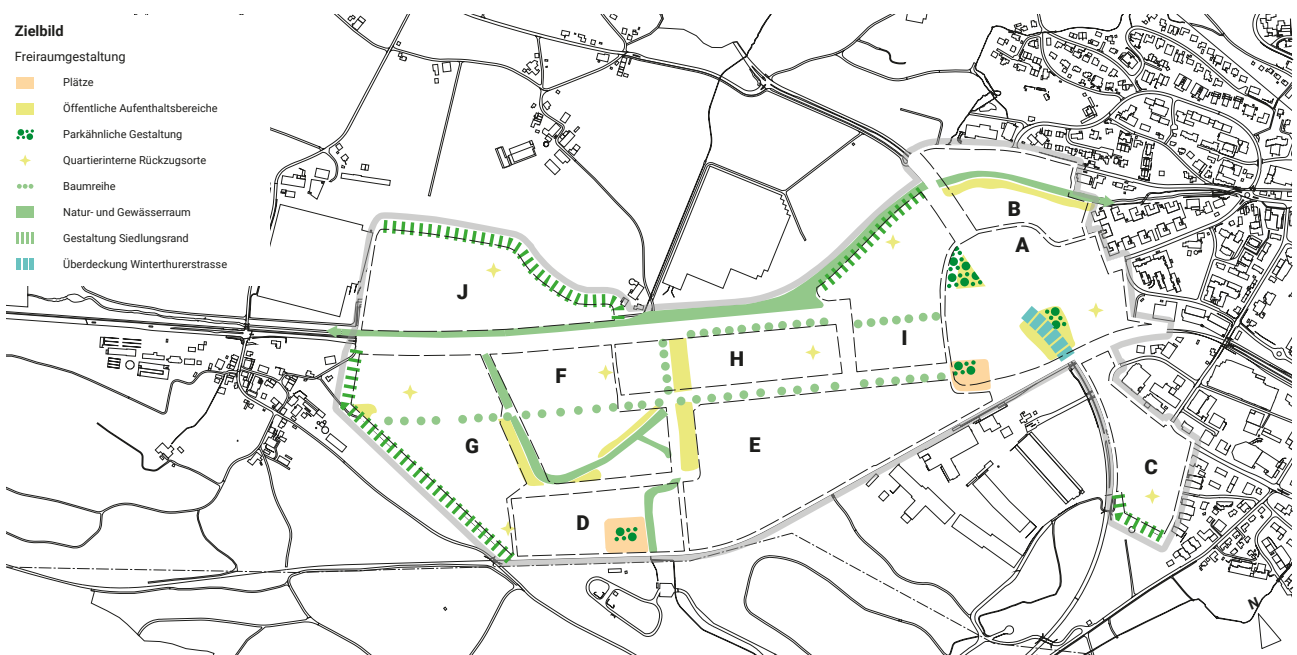 Zielbild
Freiraumgestaltung
Plätze
Öffentliche Aufenthaltsbereiche
Parkähnliche Gestaltung
Quartierinterne Rückzugsorte
Baumreihe
Natur- und Gewässerraum
Gestaltung Siedlungsrand
Überdeckung Winterthurerstrasse
B
A
J
I
H
F
G
E
C
D
N